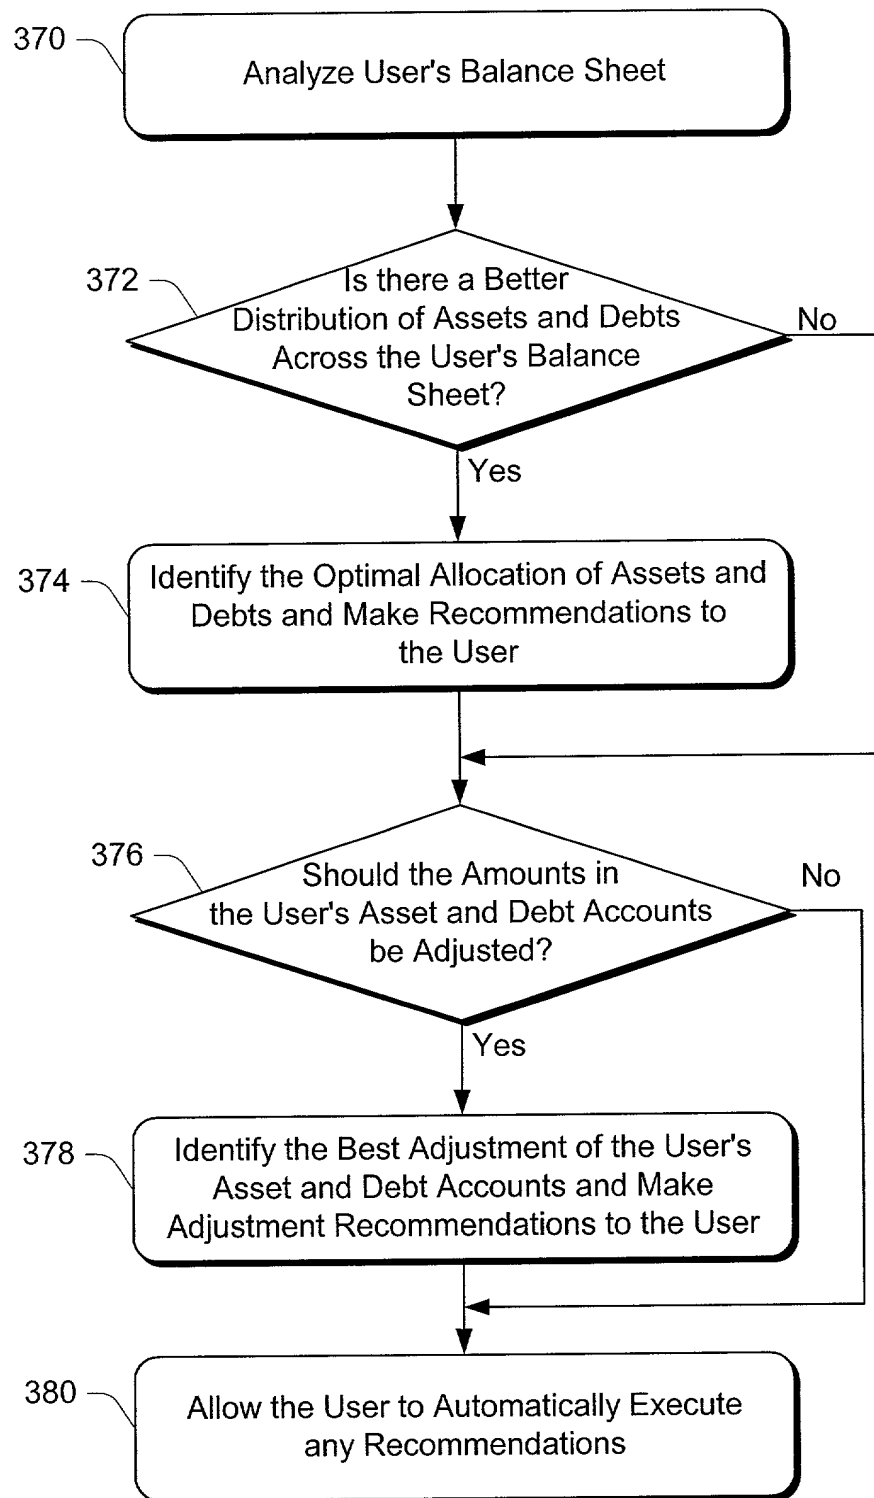 370
Analyze User's Balance Sheet
372
Is there a Better
Distribution of Assets and Debts
Across the User's Balance
Sheet?
No
Yes
374
Identify the Optimal Allocation of Assets and
Debts and Make Recommendations to
the User
376
Should the Amounts in
the User's Asset and Debt Accounts
be Adjusted?
No
Yes
378
Identify the Best Adjustment of the User's
Asset and Debt Accounts and Make
Adjustment Recommendations to the User
380
Allow the User to Automatically Execute
any Recommendations